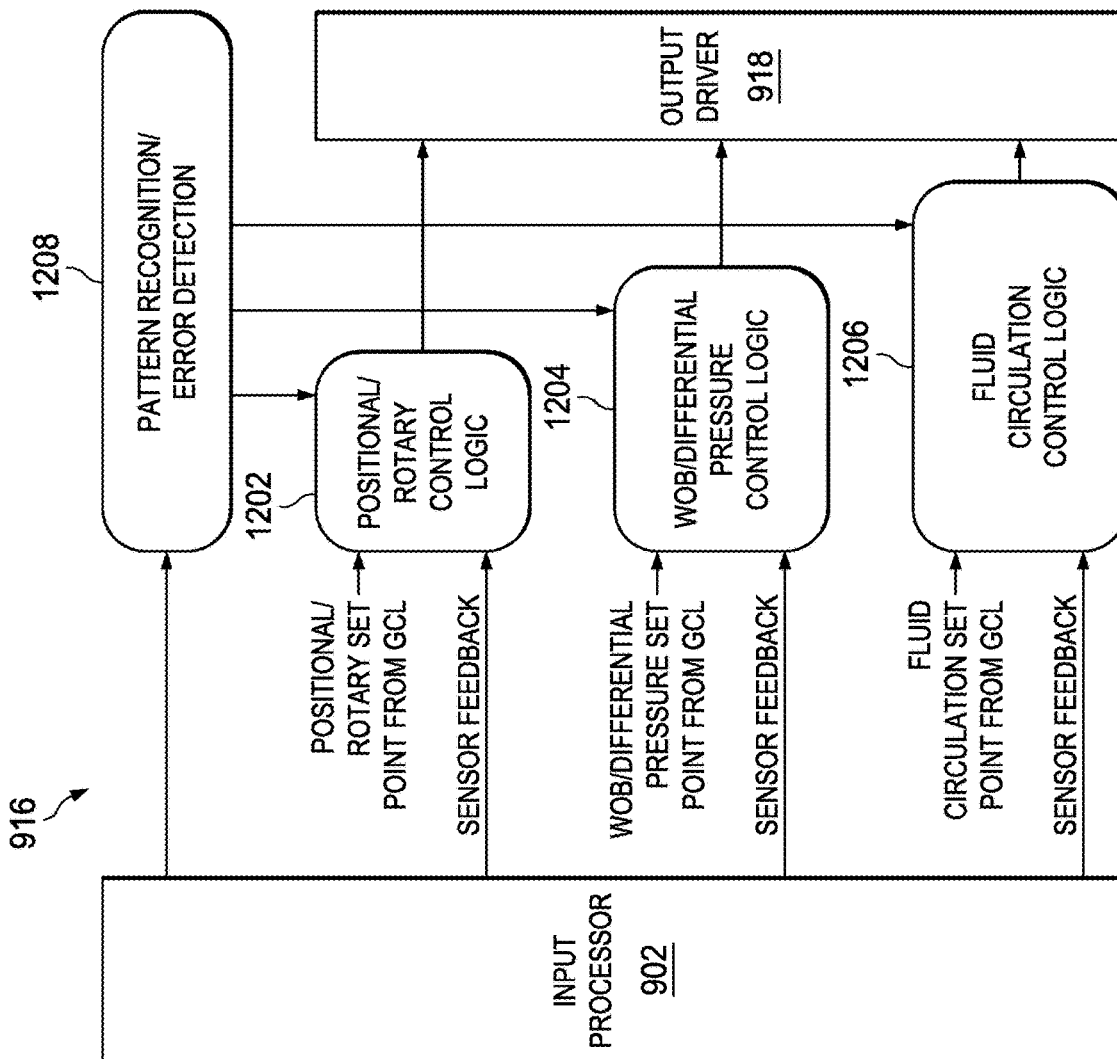 916
INPUT
PROCESSOR
902
1208
PATTERN RECOGNITION/
ERROR DETECTION
POSITIONAL/
ROTARY SET
POINT FROM GCL
SENSOR FEEDBACK
1202
POSITIONAL/
ROTARY
CONTROL
LOGIC
WOB/DIFFERENTIAL
PRESSURE SET
POINT FROM GCL
SENSOR FEEDBACK
1204
WOB/DIFFERENTIAL
PRESSURE
CONTROL LOGIC
FLUID
CIRCULATION SET
POINT FROM GCL
SENSOR FEEDBACK
1206
FLUID
CIRCULATION
CONTROL LOGIC
OUTPUT
DRIVER
918